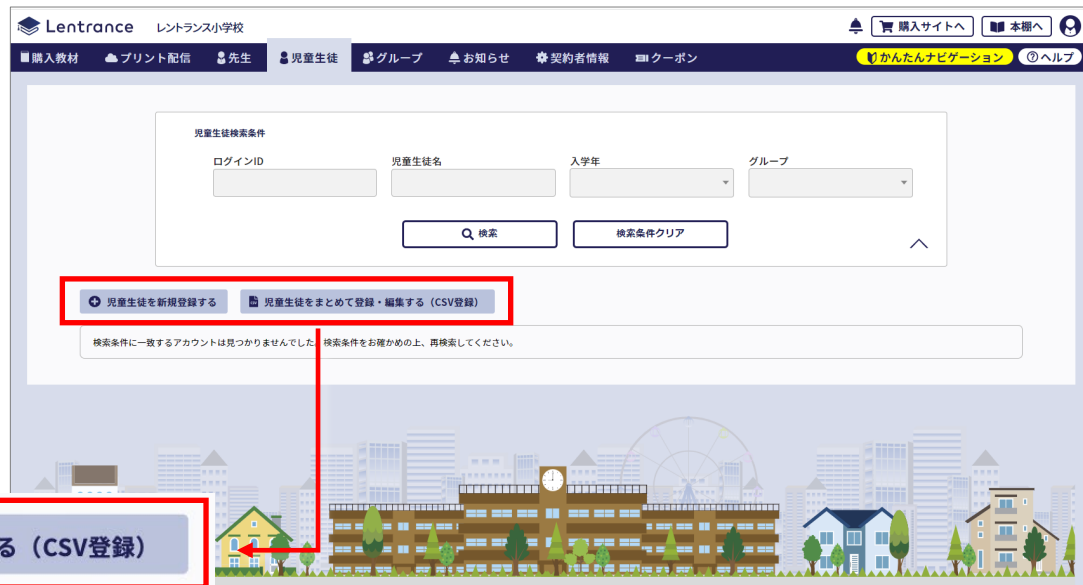 Lentrance レントランス小学校 購入サイトへ 本棚へ
購入教材 プリント配信 先生 児童生徒 グループ お知らせ 契約者情報 クーポン かんたんナビゲーション ヘルプ
児童生徒検索条件
ログインID 児童生徒名 入学年 グループ
検索 検索条件クリア
児童生徒を新規登録する 児童生徒をまとめて登録・編集する（CSV登録）
検索条件に一致するアカウントは見つかりませんでした。検索条件をお確かめの上、再検索してください。
る（CSV登録）